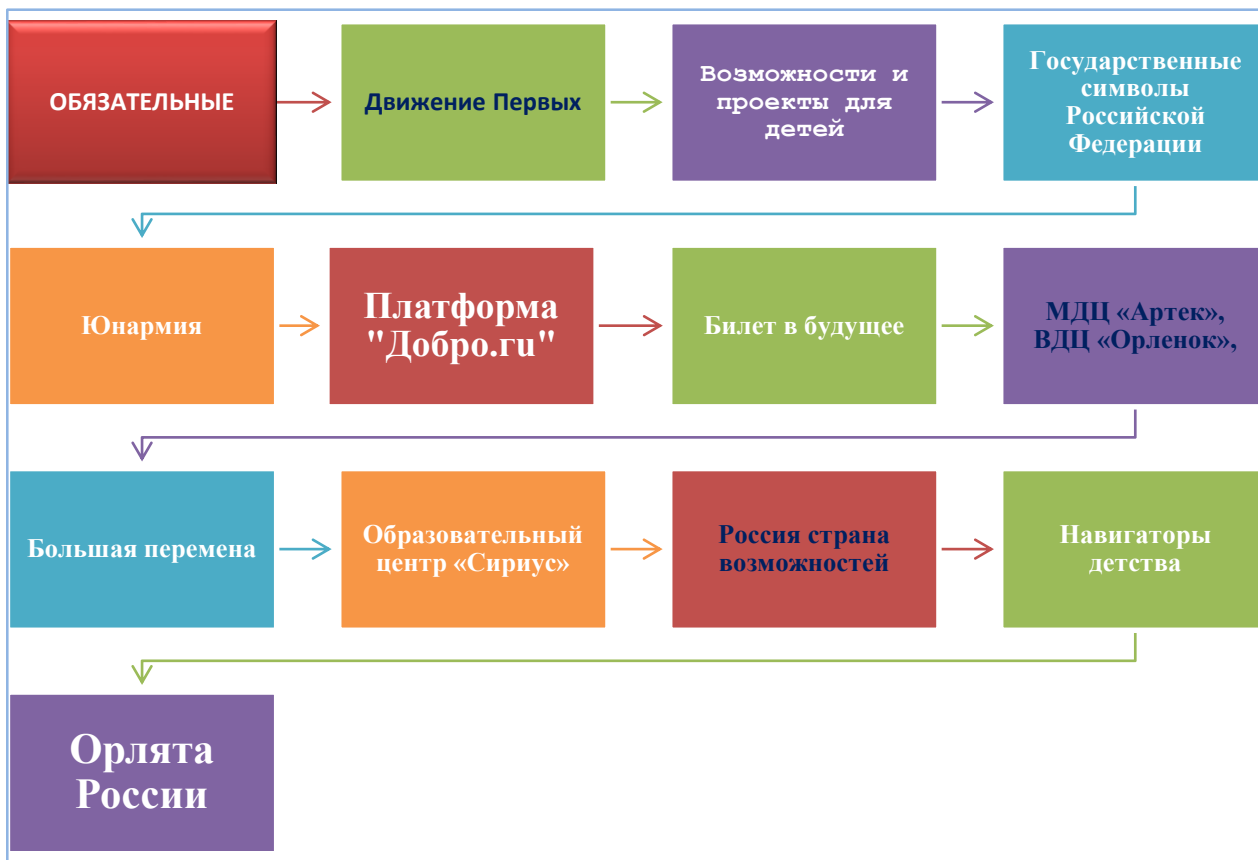 ОБЯЗАТЕЛЬНЫЕ
Движение Первых
Возможности и
проекты для
детей
Государственные
символы
Российской
Федерации
Юнармия
Платформа
"Добро.ru"
Билет в будущее
МДЦ «Артек»,
ВДЦ «Орленок»,
Большая перемена
Образовательный
центр «Сириус»
Россия страна
возможностей
Навигаторы
детства
Орлята
России